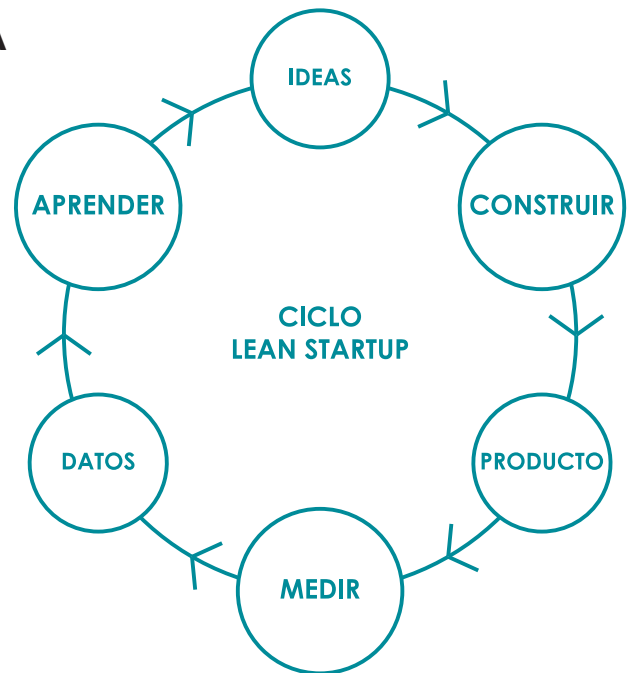 A
IDEAS
CONSTRUIR
PRODUCTO
MEDIR
DATOS
APRENDER
CICLO
LEAN STARTUP